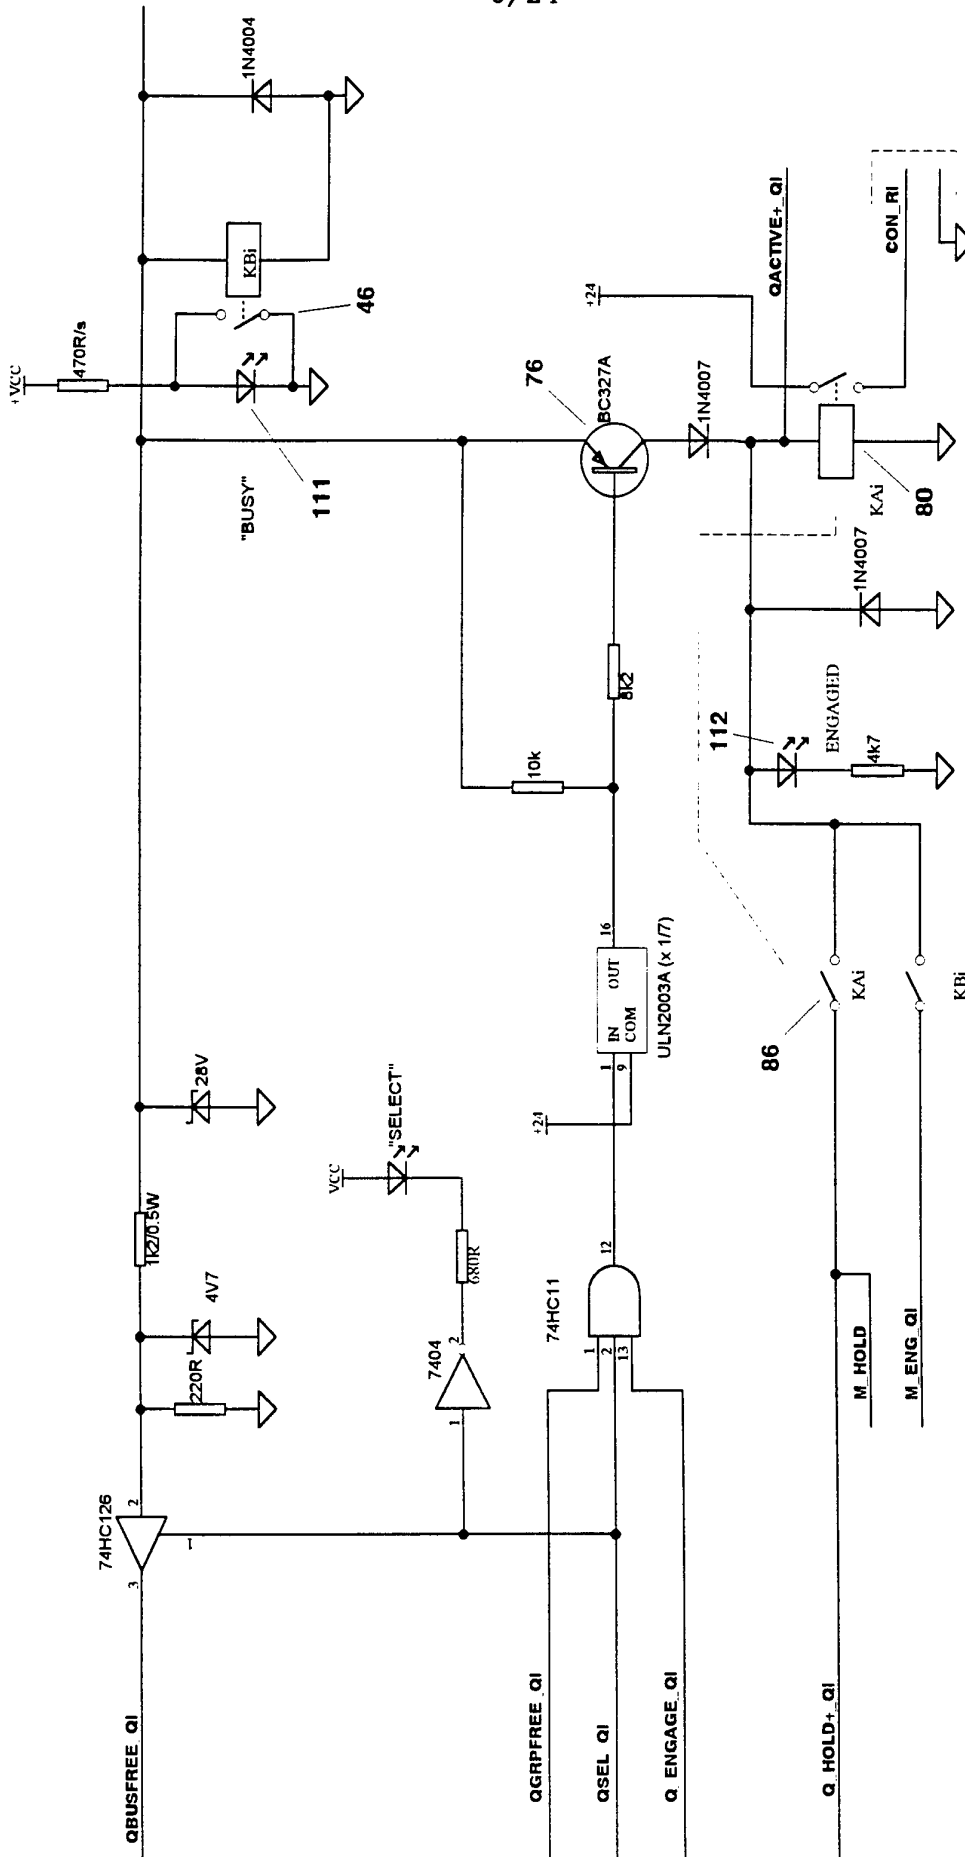 1N4004
KBi
46
+VCC
470R/s
"BUSY"
111
+24
QACTIVE+_QI
CON_RI
76
BC327A
1N4007
KAi
80
1N4007
8k2
10k
112
ENGAGED
4k7
16
IN OUT
COM
1
9
ULN2003A (x 1/7)
+24
86
KAi
KBi
28V
"SELECT"
VCC
1k2/0.5W
680R
4V7
220R
7404
1
2
12
74HC11
1
2
13
M_HOLD
M_ENG_QI
74HC126
2
3
1
QBUSFREE_QI
QGRPFREE_QI
QSEL_QI
Q_ENGAGE_QI
Q_HOLD+_QI